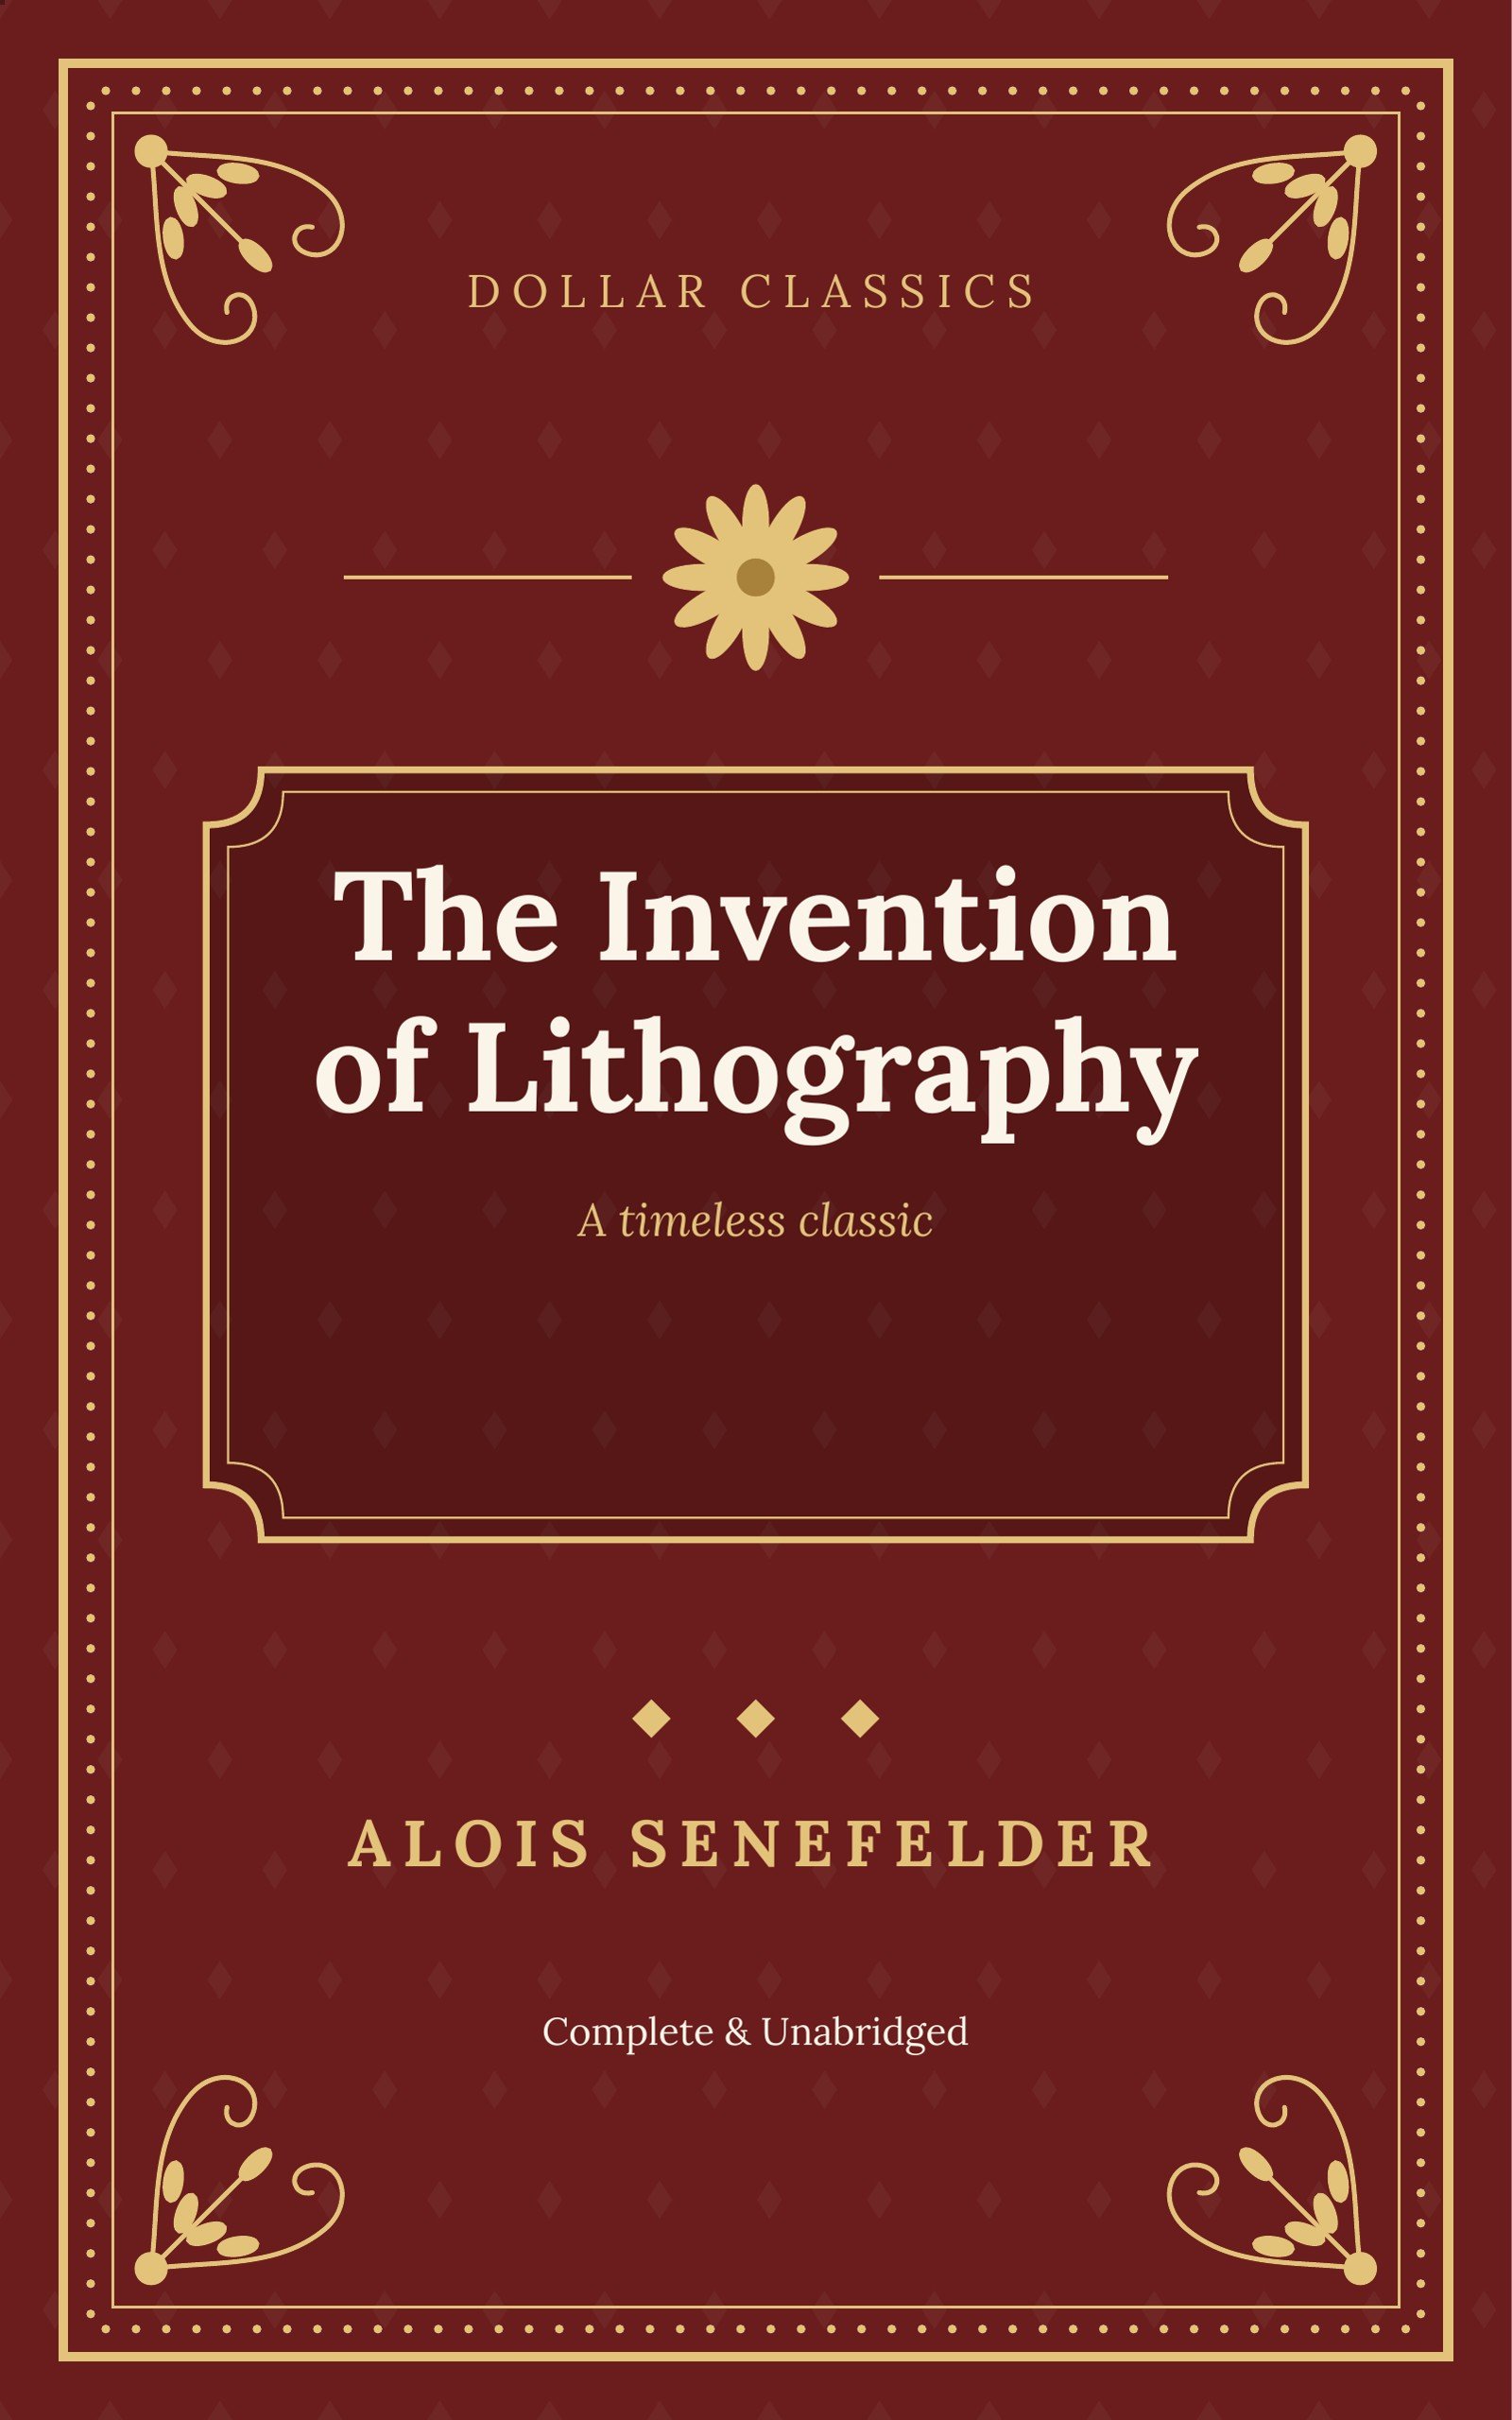 DOLLAR CLASSICS
The Invention
of Lithography
A timeless classic
ALOIS SENEFELDER
Complete & Unabridged